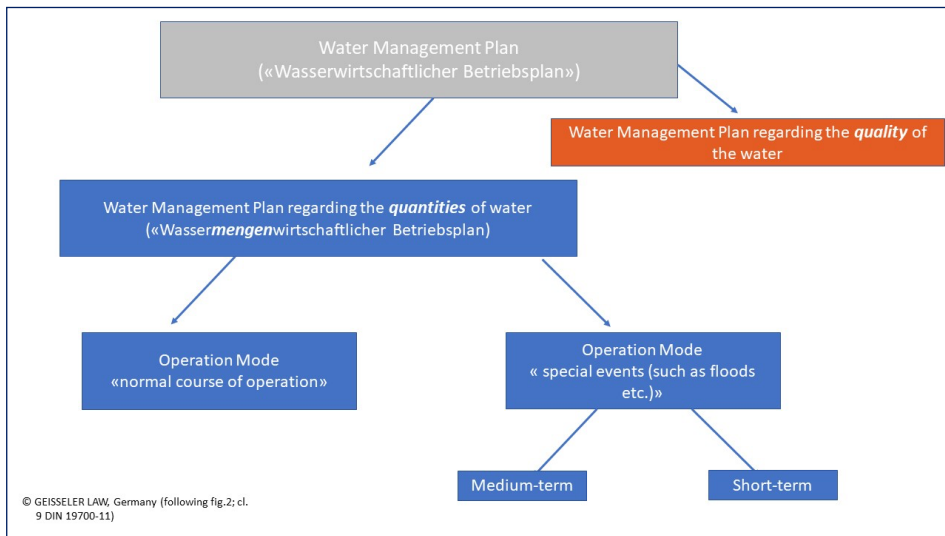 Water Management Plan
(«Wasserwirtschaftlicher Betriebsplan»)
Water Management Plan regarding the quality of
the water
Water Management Plan regarding the quantities of water
(«Wassermengenwirtschaftlicher Betriebsplan)
Operation Mode
«normal course of operation»
Operation Mode
« special events (such as floods
etc.)»
Medium-term
Short-term
© GEISSELER LAW, Germany (following fig.2; cl.
9 DIN 19700-11)